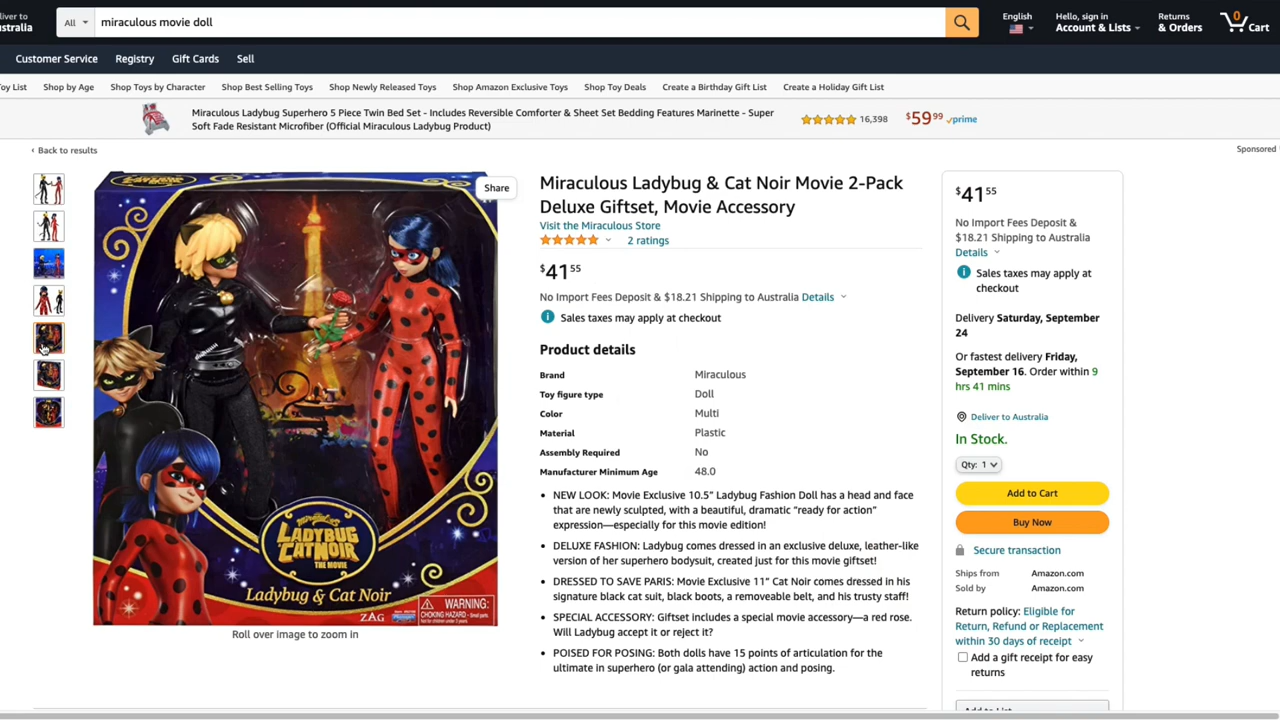 eliver to
ustralia
All
miraculous movie doll
English
Hello, sign in
Account & Lists
Returns
& Orders
0
Cart
Customer Service
Registry
Gift Cards
Sell
oy List
Shop by Age
Shop Toys by Character
Shop Best Selling Toys
Shop Newly Released Toys
Shop Amazon Exclusive Toys
Shop Toy Deals
Create a Birthday Gift List
Create a Holiday Gift List
Miraculous Ladybug Superhero 5 Piece Twin Bed Set - Includes Reversible Comforter & Sheet Set Bedding Features Marinette - Super
Soft Fade Resistant Microfiber (Official Miraculous Ladybug Product)
16,398
$59 99
prime
‹ Back to results
Sponsored
Share
LADYBUG
CATNOIR
THE MOVIE
Ladybug & Cat Noir
ZAG
WARNING:
CHOKING HAZARD - Small parts.
Roll over image to zoom in
Miraculous Ladybug & Cat Noir Movie 2-Pack
Deluxe Giftset, Movie Accessory
Visit the Miraculous Store
2 ratings
$41 55
No Import Fees Deposit & $18.21 Shipping to Australia Details
Sales taxes may apply at checkout
Product details
Brand Miraculous
Toy figure type Doll
Color Multi
Material Plastic
Assembly Required No
Manufacturer Minimum Age 48.0
• NEW LOOK: Movie Exclusive 10.5” Ladybug Fashion Doll has a head and face
that are newly sculpted, with a beautiful, dramatic “ready for action”
expression—especially for this movie edition!
• DELUXE FASHION: Ladybug comes dressed in an exclusive deluxe, leather-like
version of her superhero bodysuit, created just for this movie giftset!
• DRESSED TO SAVE PARIS: Movie Exclusive 11” Cat Noir comes dressed in his
signature black cat suit, black boots, a removeable belt, and his trusty staff!
• SPECIAL ACCESSORY: Giftset includes a special movie accessory—a red rose.
Will Ladybug accept it or reject it?
• POISED FOR POSING: Both dolls have 15 points of articulation for the
ultimate in superhero (or gala attending) action and posing.
$41 55
No Import Fees Deposit &
$18.21 Shipping to Australia
Details
Sales taxes may apply at
checkout
Delivery Saturday, September
24
Or fastest delivery Friday,
September 16. Order within 9
hrs 41 mins
Deliver to Australia
In Stock.
Qty: 1
Add to Cart
Buy Now
Secure transaction
Ships from Amazon.com
Sold by Amazon.com
Return policy: Eligible for
Return, Refund or Replacement
within 30 days of receipt
Add a gift receipt for easy
returns
Add to List